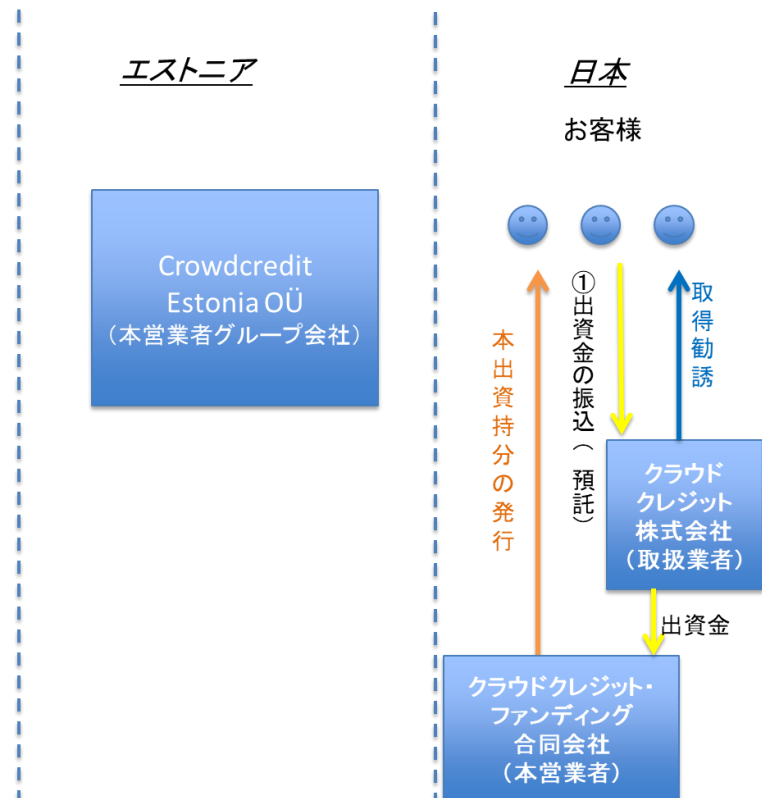 エストニア
日本
お客様
Crowdcredit
Estonia OÜ
（本営業者グループ会社）
本出資持分の発行
①出資金の振込（ 預託）
取得勧誘
クラウド
クレジット
株式会社
（取扱業者）
出資金
クラウドクレジット・
ファンディング
合同会社
（本営業者）